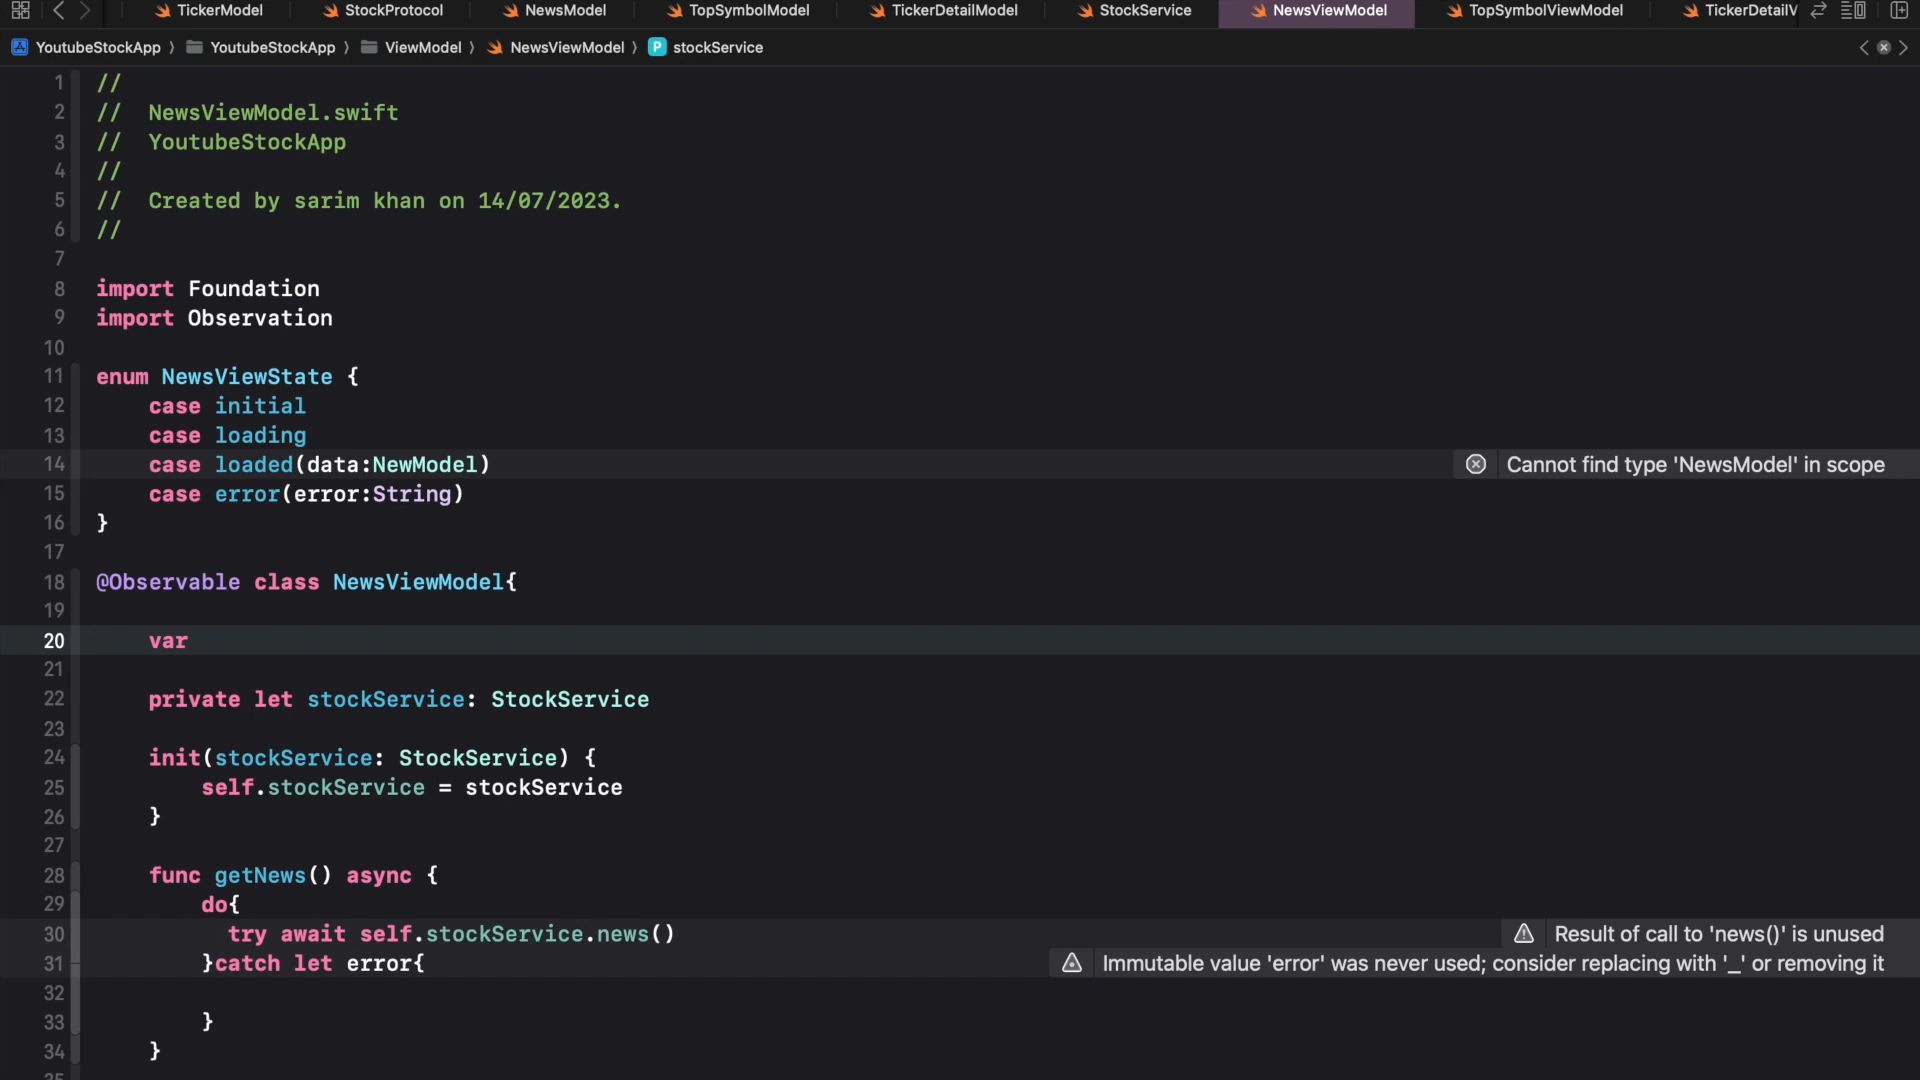 TickerModel StockProtocol NewsModel TopSymbolModel TickerDetailModel StockService NewsViewModel TopSymbolViewModel TickerDetailV
YoutubeStockApp YoutubeStockApp ViewModel NewsViewModel P stockService
1 //
2 // NewsViewModel.swift
3 // YoutubeStockApp
4 //
5 // Created by sarim khan on 14/07/2023.
6 //
7
8 import Foundation
9 import Observation
10
11 enum NewsViewState {
12 case initial
13 case loading
14 case loaded(data:NewModel) Cannot find type 'NewsModel' in scope
15 case error(error:String)
16 }
17
18 @Observable class NewsViewModel{
19
20 var
21
22 private let stockService: StockService
23
24 init(stockService: StockService) {
25 self.stockService = stockService
26 }
27
28 func getNews() async {
29 do{
30 try await self.stockService.news() Result of call to 'news()' is unused
31 }catch let error{ Immutable value 'error' was never used; consider replacing with '_' or removing it
32
33 }
34 }
35